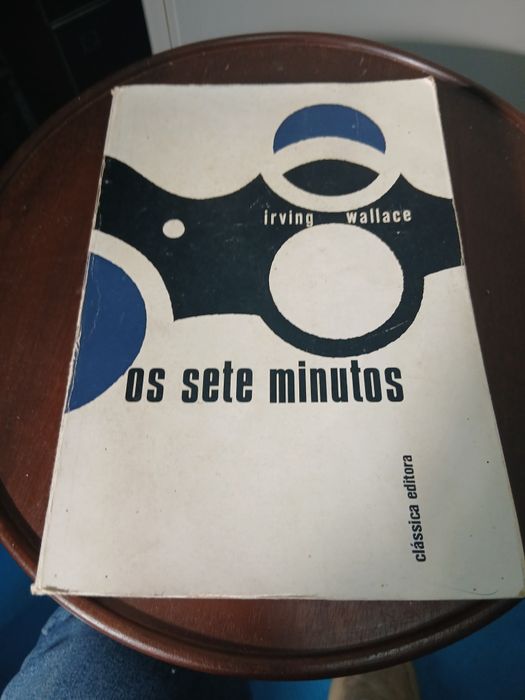 irving wallace
os sete minutos
clássica editora